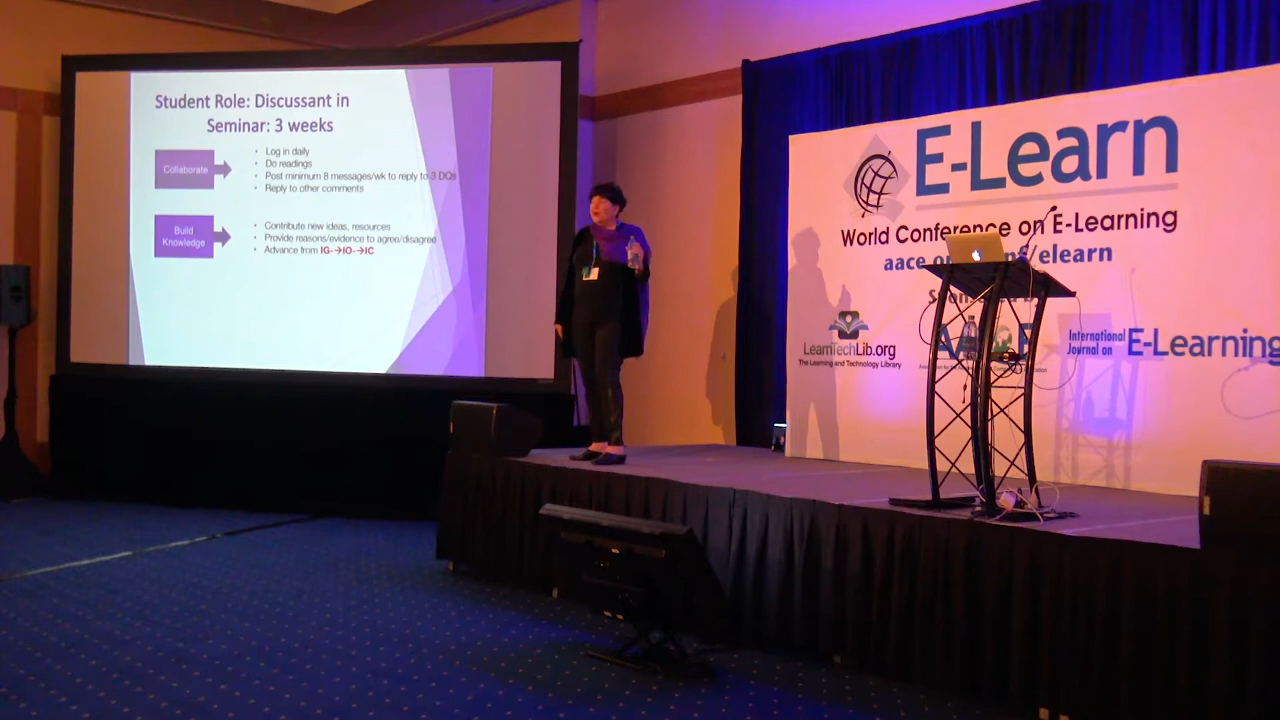 Student Role: Discussant in
Seminar: 3 weeks
Collaborate
• Log in daily
• Do readings
• Post minimum 8 messages/wk to reply to 3 DQs
• Reply to other comments
Build
Knowledge
• Contribute new ideas, resources
• Provide reasons/evidence to agree/disagree
• Advance from IG-→IO-→IC
E-Learn
World Conference on E-Learning
aace /elearn
LearnTechLib.org
The Learning and Technology Library
International
Journal on E-Learning